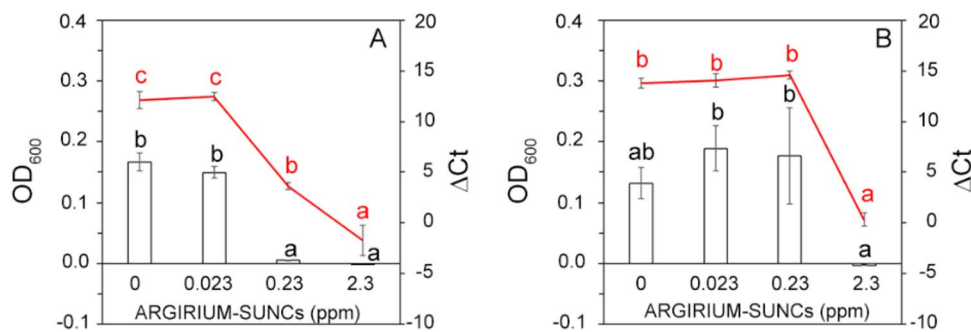 0.4
0.3
0.2
0.1
0.0
-0.1
OD600
A
c
c
b
a
b
b
a
a
0
0.023
0.23
2.3
ARGIRIUM-SUNCs (ppm)
20
15
10
5
0
-5
-10
ΔCt
0.4
0.3
0.2
0.1
0.0
-0.1
OD600
B
b
b
b
a
ab
b
b
a
0
0.023
0.23
2.3
ARGIRIUM-SUNCs (ppm)
20
15
10
5
0
-5
-10
ΔCt